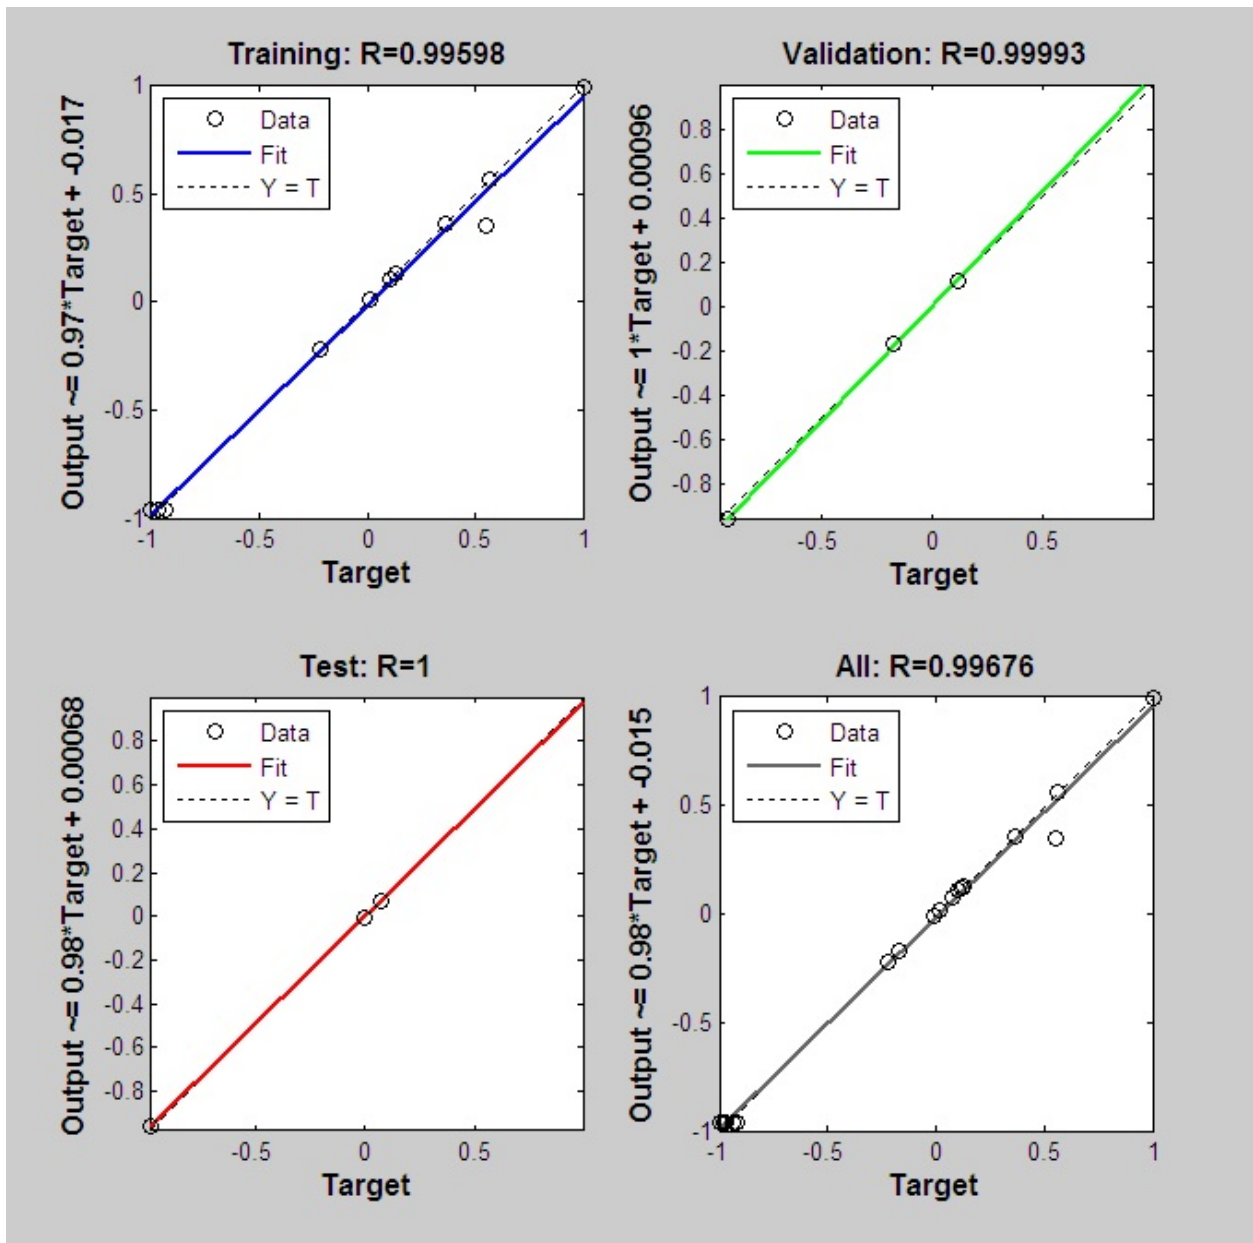 Training: R=0.99598
Output ~= 0.97*Target + -0.017
1
0.5
0
-0.5
-1
Data
Fit
Y = T
-1
-0.5
0
0.5
1
Target
Validation: R=0.99993
Output ~= 1*Target + 0.00096
0.8
0.6
0.4
0.2
0
-0.2
-0.4
-0.6
-0.8
Data
Fit
Y = T
-0.5
0
0.5
Target
Test: R=1
Output ~= 0.98*Target + 0.00068
0.8
0.6
0.4
0.2
0
-0.2
-0.4
-0.6
-0.8
Data
Fit
Y = T
-0.5
0
0.5
Target
All: R=0.99676
Output ~= 0.98*Target + -0.015
1
0.5
0
-0.5
-1
Data
Fit
Y = T
-1
-0.5
0
0.5
1
Target